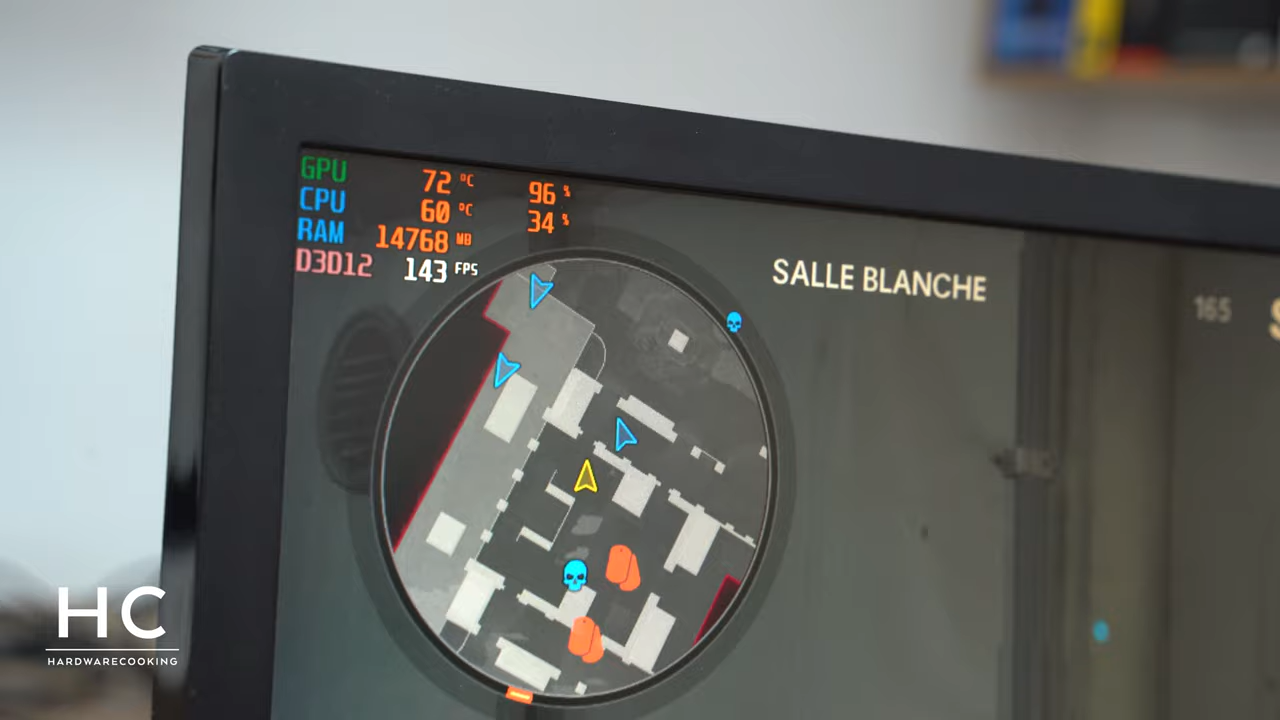 GPU 72 °C 96 %
CPU 60 °C 34 %
RAM 14768 MB
D3D12 143 FPS
SALLE BLANCHE
165
HC
HARDWARECOOKING